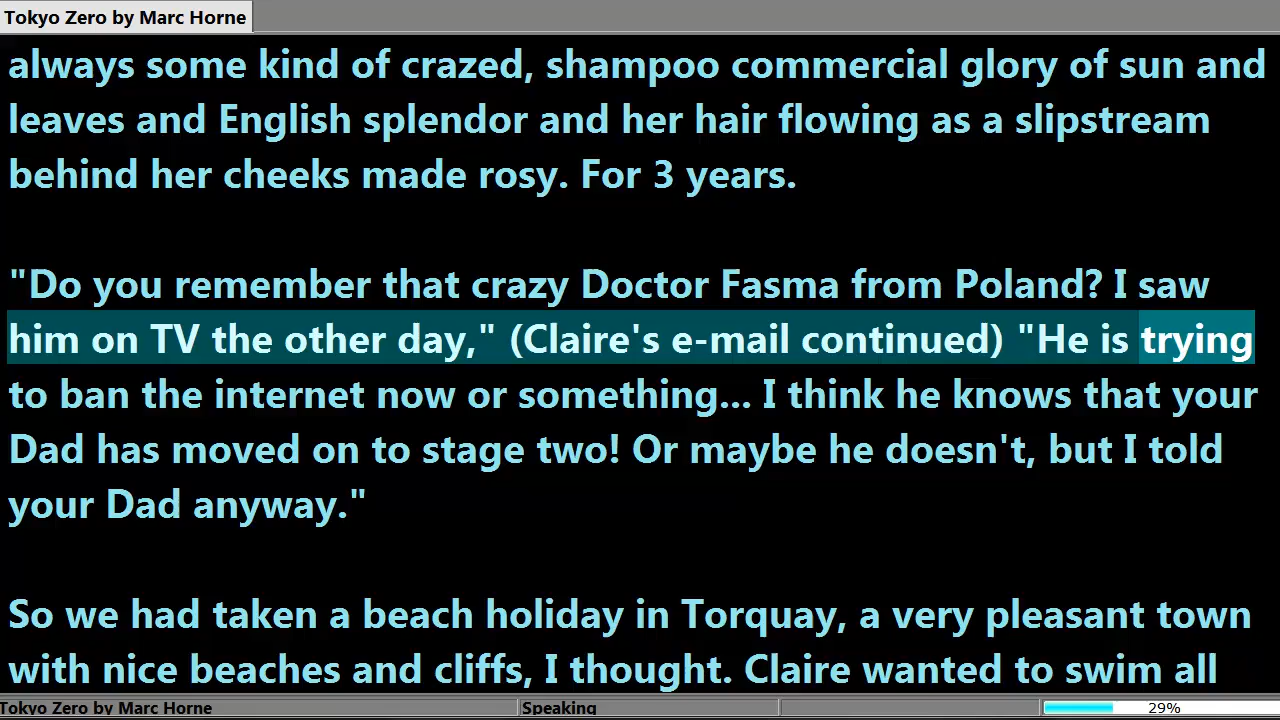 Tokyo Zero by Marc Horne
always some kind of crazed, shampoo commercial glory of sun and
leaves and English splendor and her hair flowing as a slipstream
behind her cheeks made rosy. For 3 years.
"Do you remember that crazy Doctor Fasma from Poland? I saw
him on TV the other day," (Claire's e-mail continued) "He is trying
to ban the internet now or something... I think he knows that your
Dad has moved on to stage two! Or maybe he doesn't, but I told
your Dad anyway."
So we had taken a beach holiday in Torquay, a very pleasant town
with nice beaches and cliffs, I thought. Claire wanted to swim all
Tokyo Zero by Marc Horne Speaking 29%